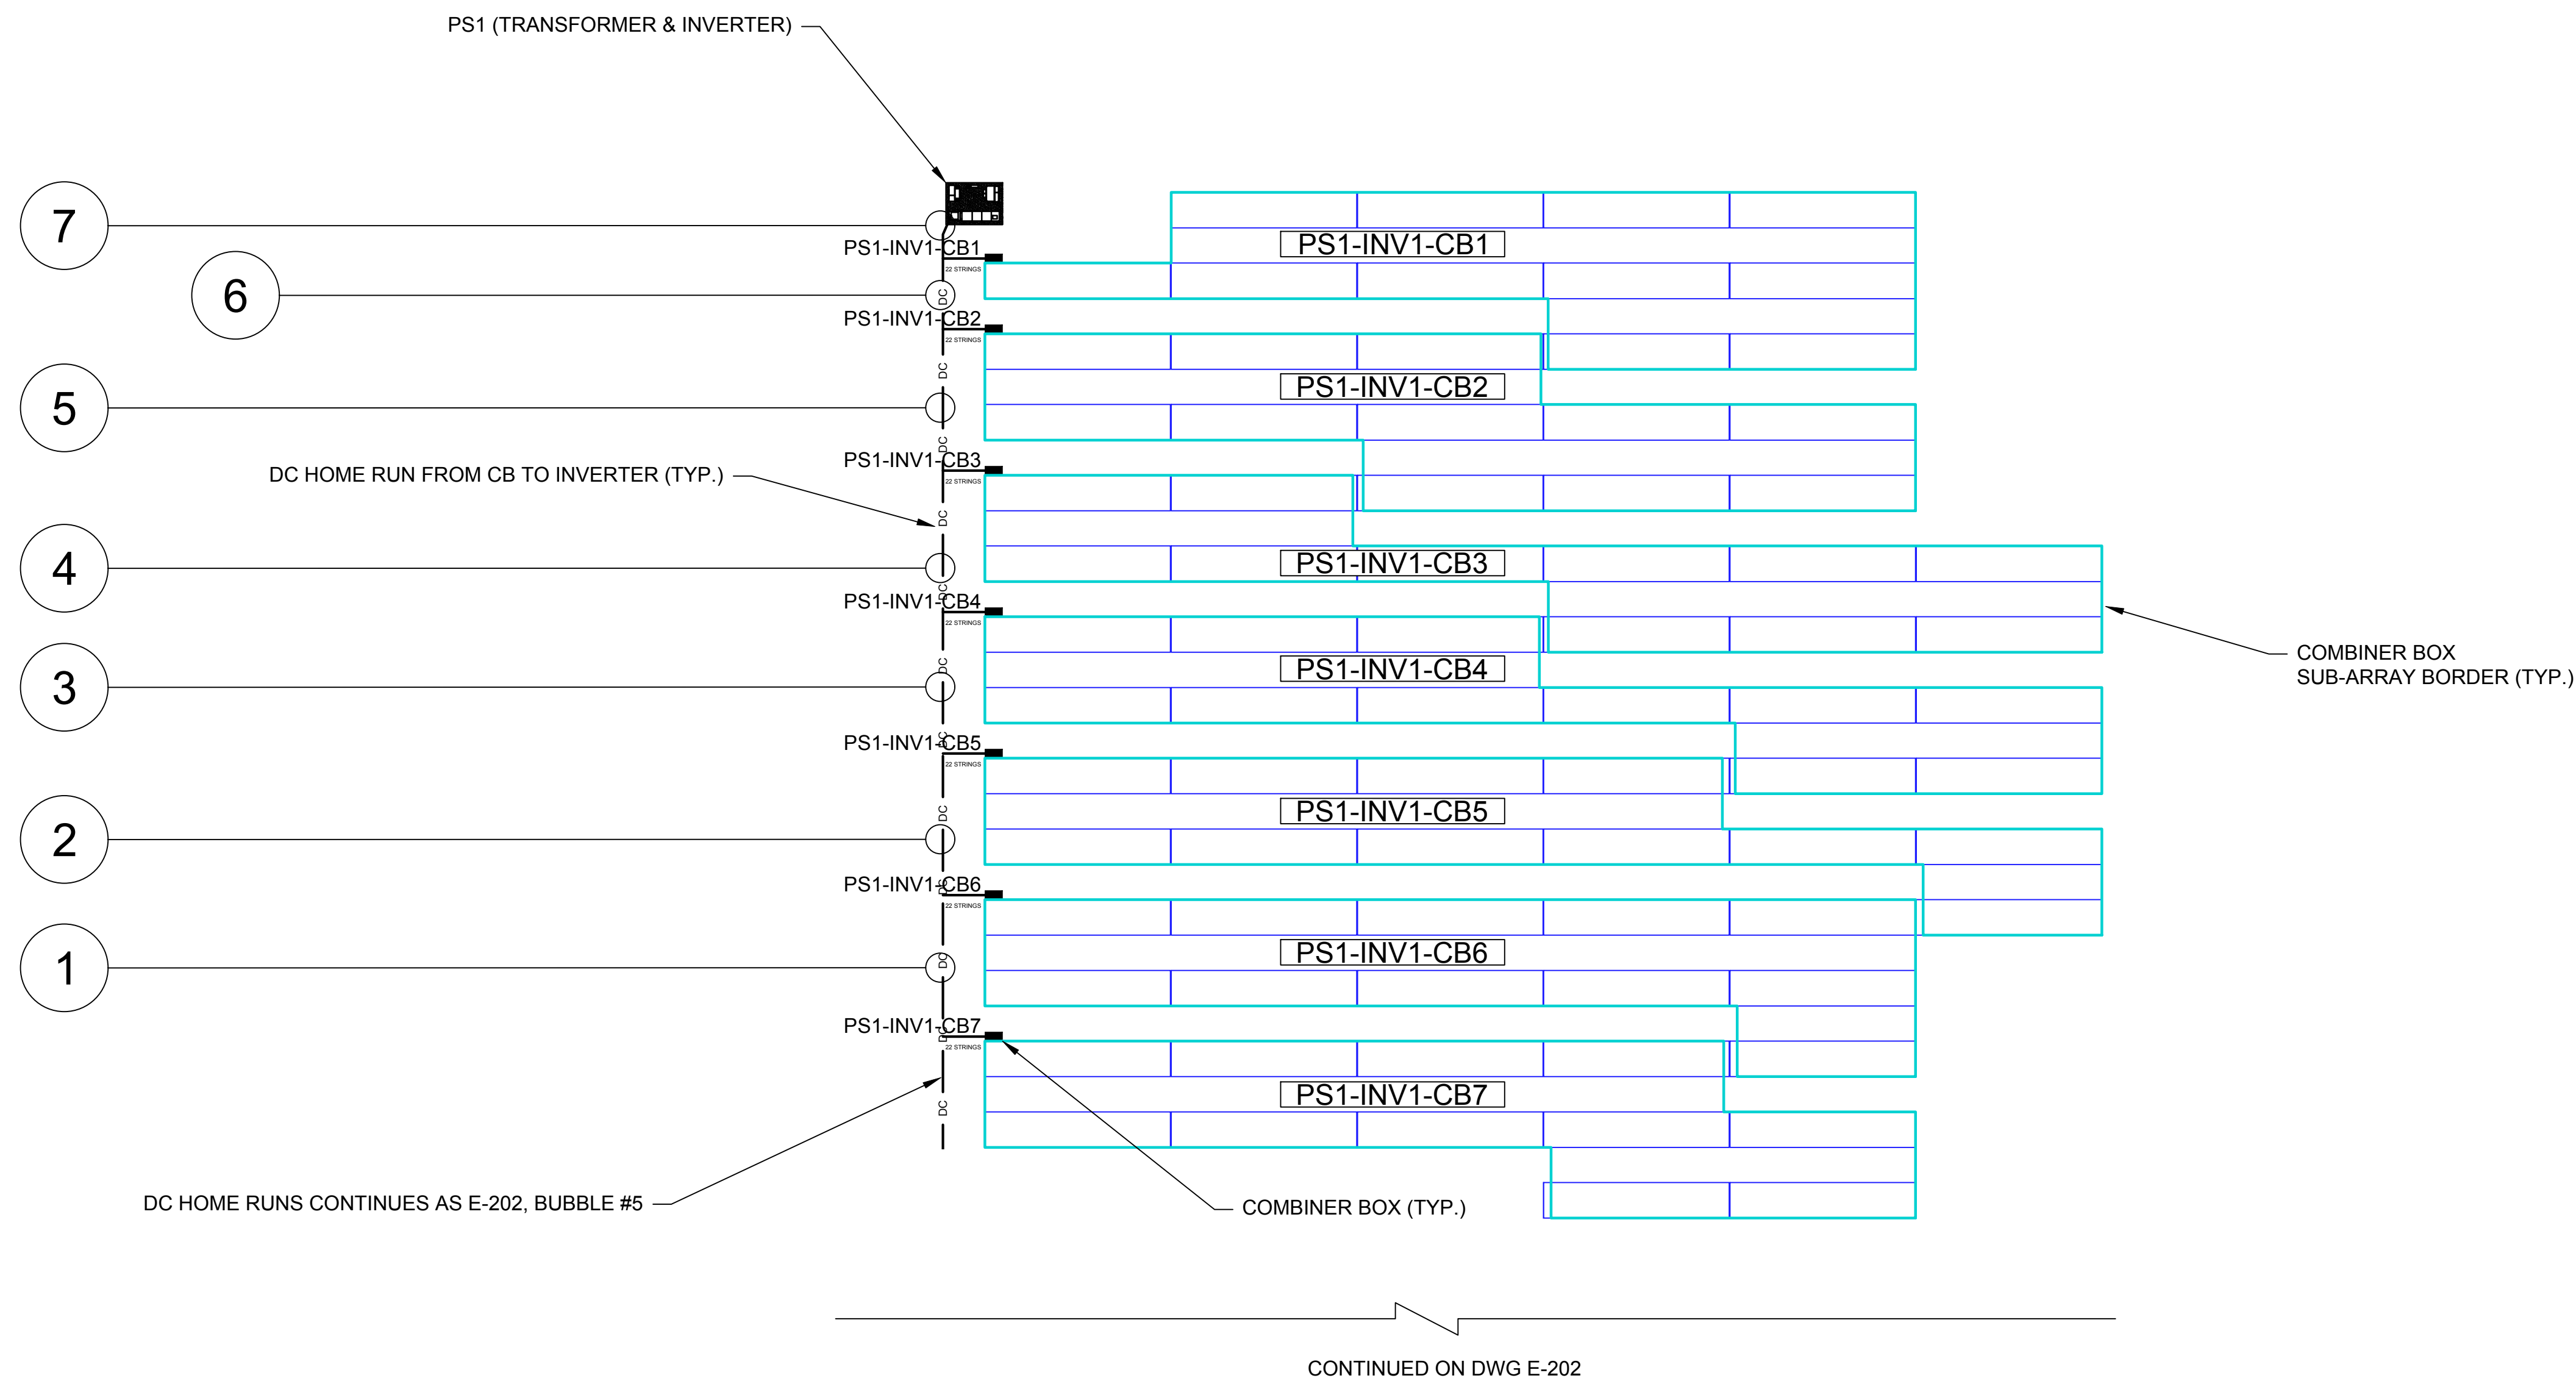 PS1 (TRANSFORMER & INVERTER)
7
PS1-INV1-CB1
PS1-INV1-CB1
22 STRINGS
6
DC
PS1-INV1-CB2
22 STRINGS
DC
PS1-INV1-CB2
5
DC
PS1-INV1-CB3
DC HOME RUN FROM CB TO INVERTER (TYP.)
22 STRINGS
DC
4
PS1-INV1-CB3
DC
PS1-INV1-CB4
22 STRINGS
COMBINER BOX
SUB-ARRAY BORDER (TYP.)
DC
PS1-INV1-CB4
3
DC
PS1-INV1-CB5
22 STRINGS
DC
PS1-INV1-CB5
2
DC
PS1-INV1-CB6
22 STRINGS
PS1-INV1-CB6
DC
1
PS1-INV1-CB7
DC
22 STRINGS
PS1-INV1-CB7
DC
DC HOME RUNS CONTINUES AS E-202, BUBBLE #5
COMBINER BOX (TYP.)
CONTINUED ON DWG E-202